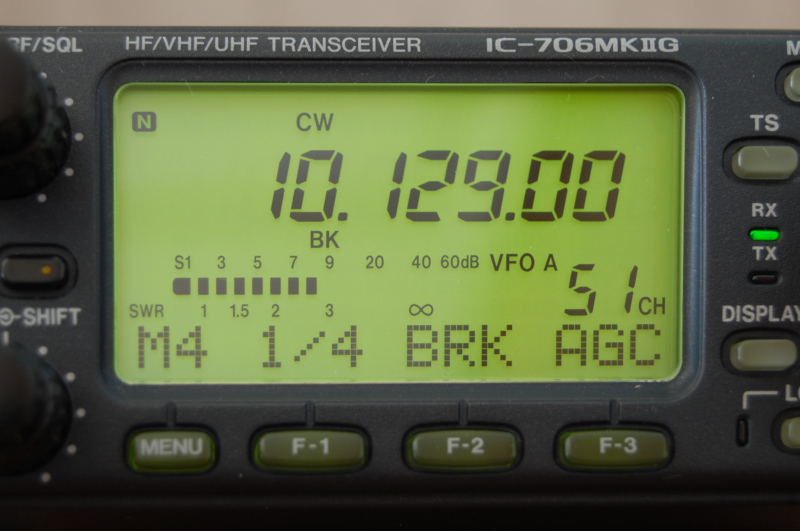 RF/SQL HF/VHF/UHF TRANSCEIVER IC-706MKIIG
N CW
TS
10.129.00
RX
BK
S1 3 5 7 9 20 40 60dB VFO A
TX
51 CH
SHIFT SWR 1 1.5 2 3 ∞ DISPLAY
M4 1/4 BRK AGC
MENU F-1 F-2 F-3